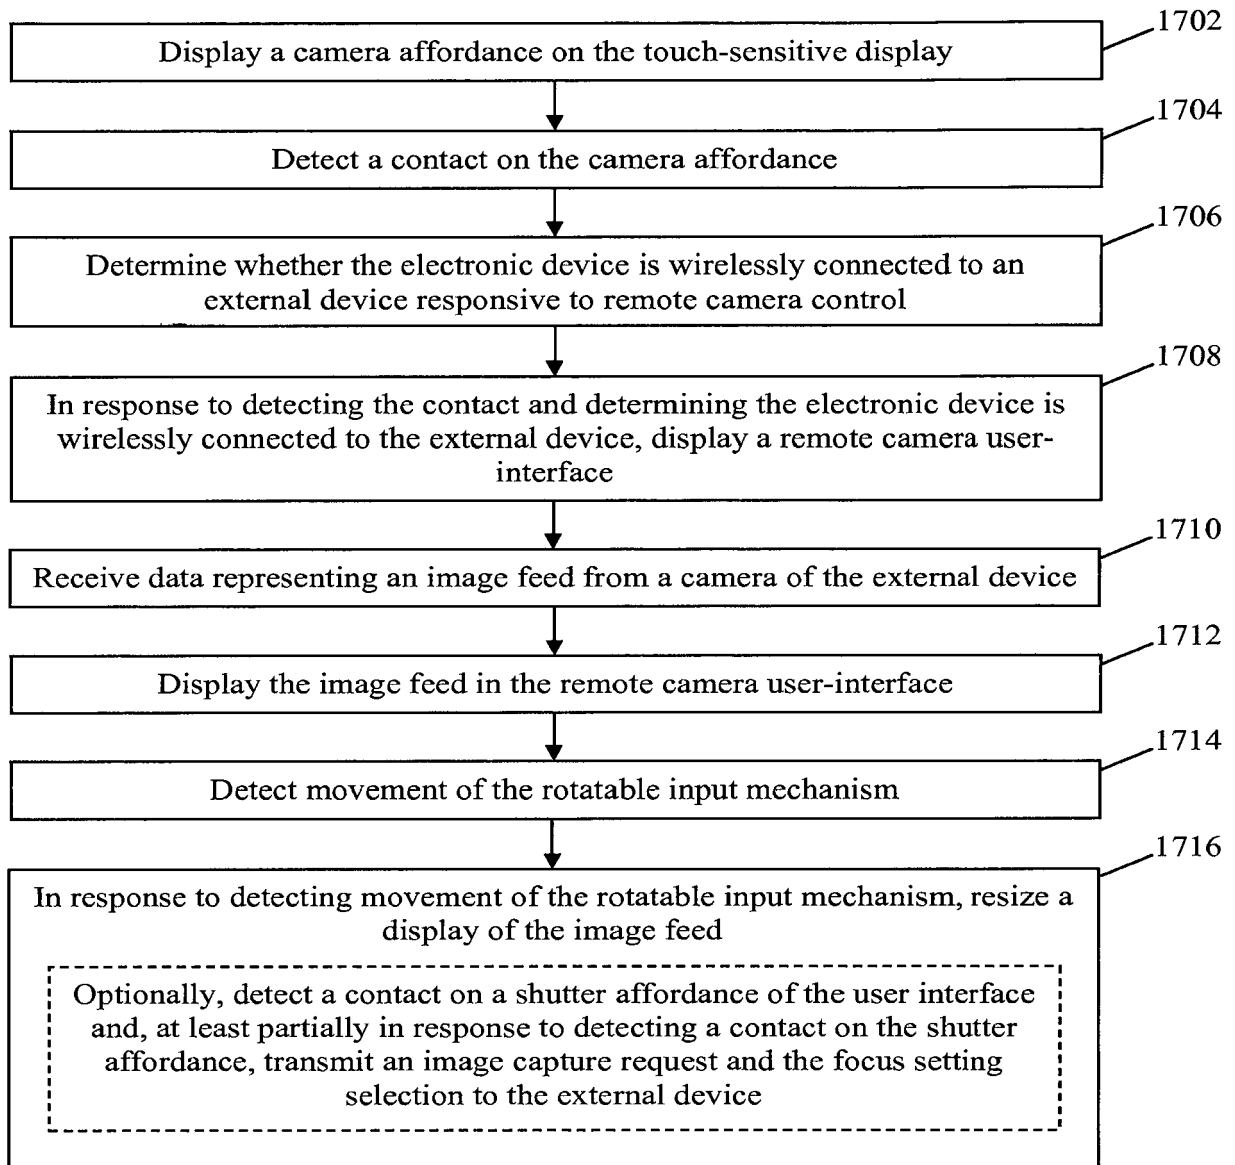 1702
Display a camera affordance on the touch-sensitive display
1704
Detect a contact on the camera affordance
1706
Determine whether the electronic device is wirelessly connected to an
external device responsive to remote camera control
1708
In response to detecting the contact and determining the electronic device is
wirelessly connected to the external device, display a remote camera user-
interface
1710
Receive data representing an image feed from a camera of the external device
1712
Display the image feed in the remote camera user-interface
1714
Detect movement of the rotatable input mechanism
1716
In response to detecting movement of the rotatable input mechanism, resize a
display of the image feed
Optionally, detect a contact on a shutter affordance of the user interface
and, at least partially in response to detecting a contact on the shutter
affordance, transmit an image capture request and the focus setting
selection to the external device